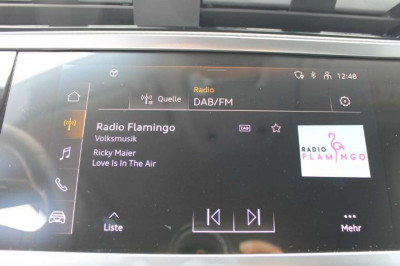 12:48
Radio
Quelle
DAB/FM
Radio Flamingo
DAB
Volksmusik
Ricky Maier
Love Is In The Air
RADIO
FLAMINGO
Liste
Mehr